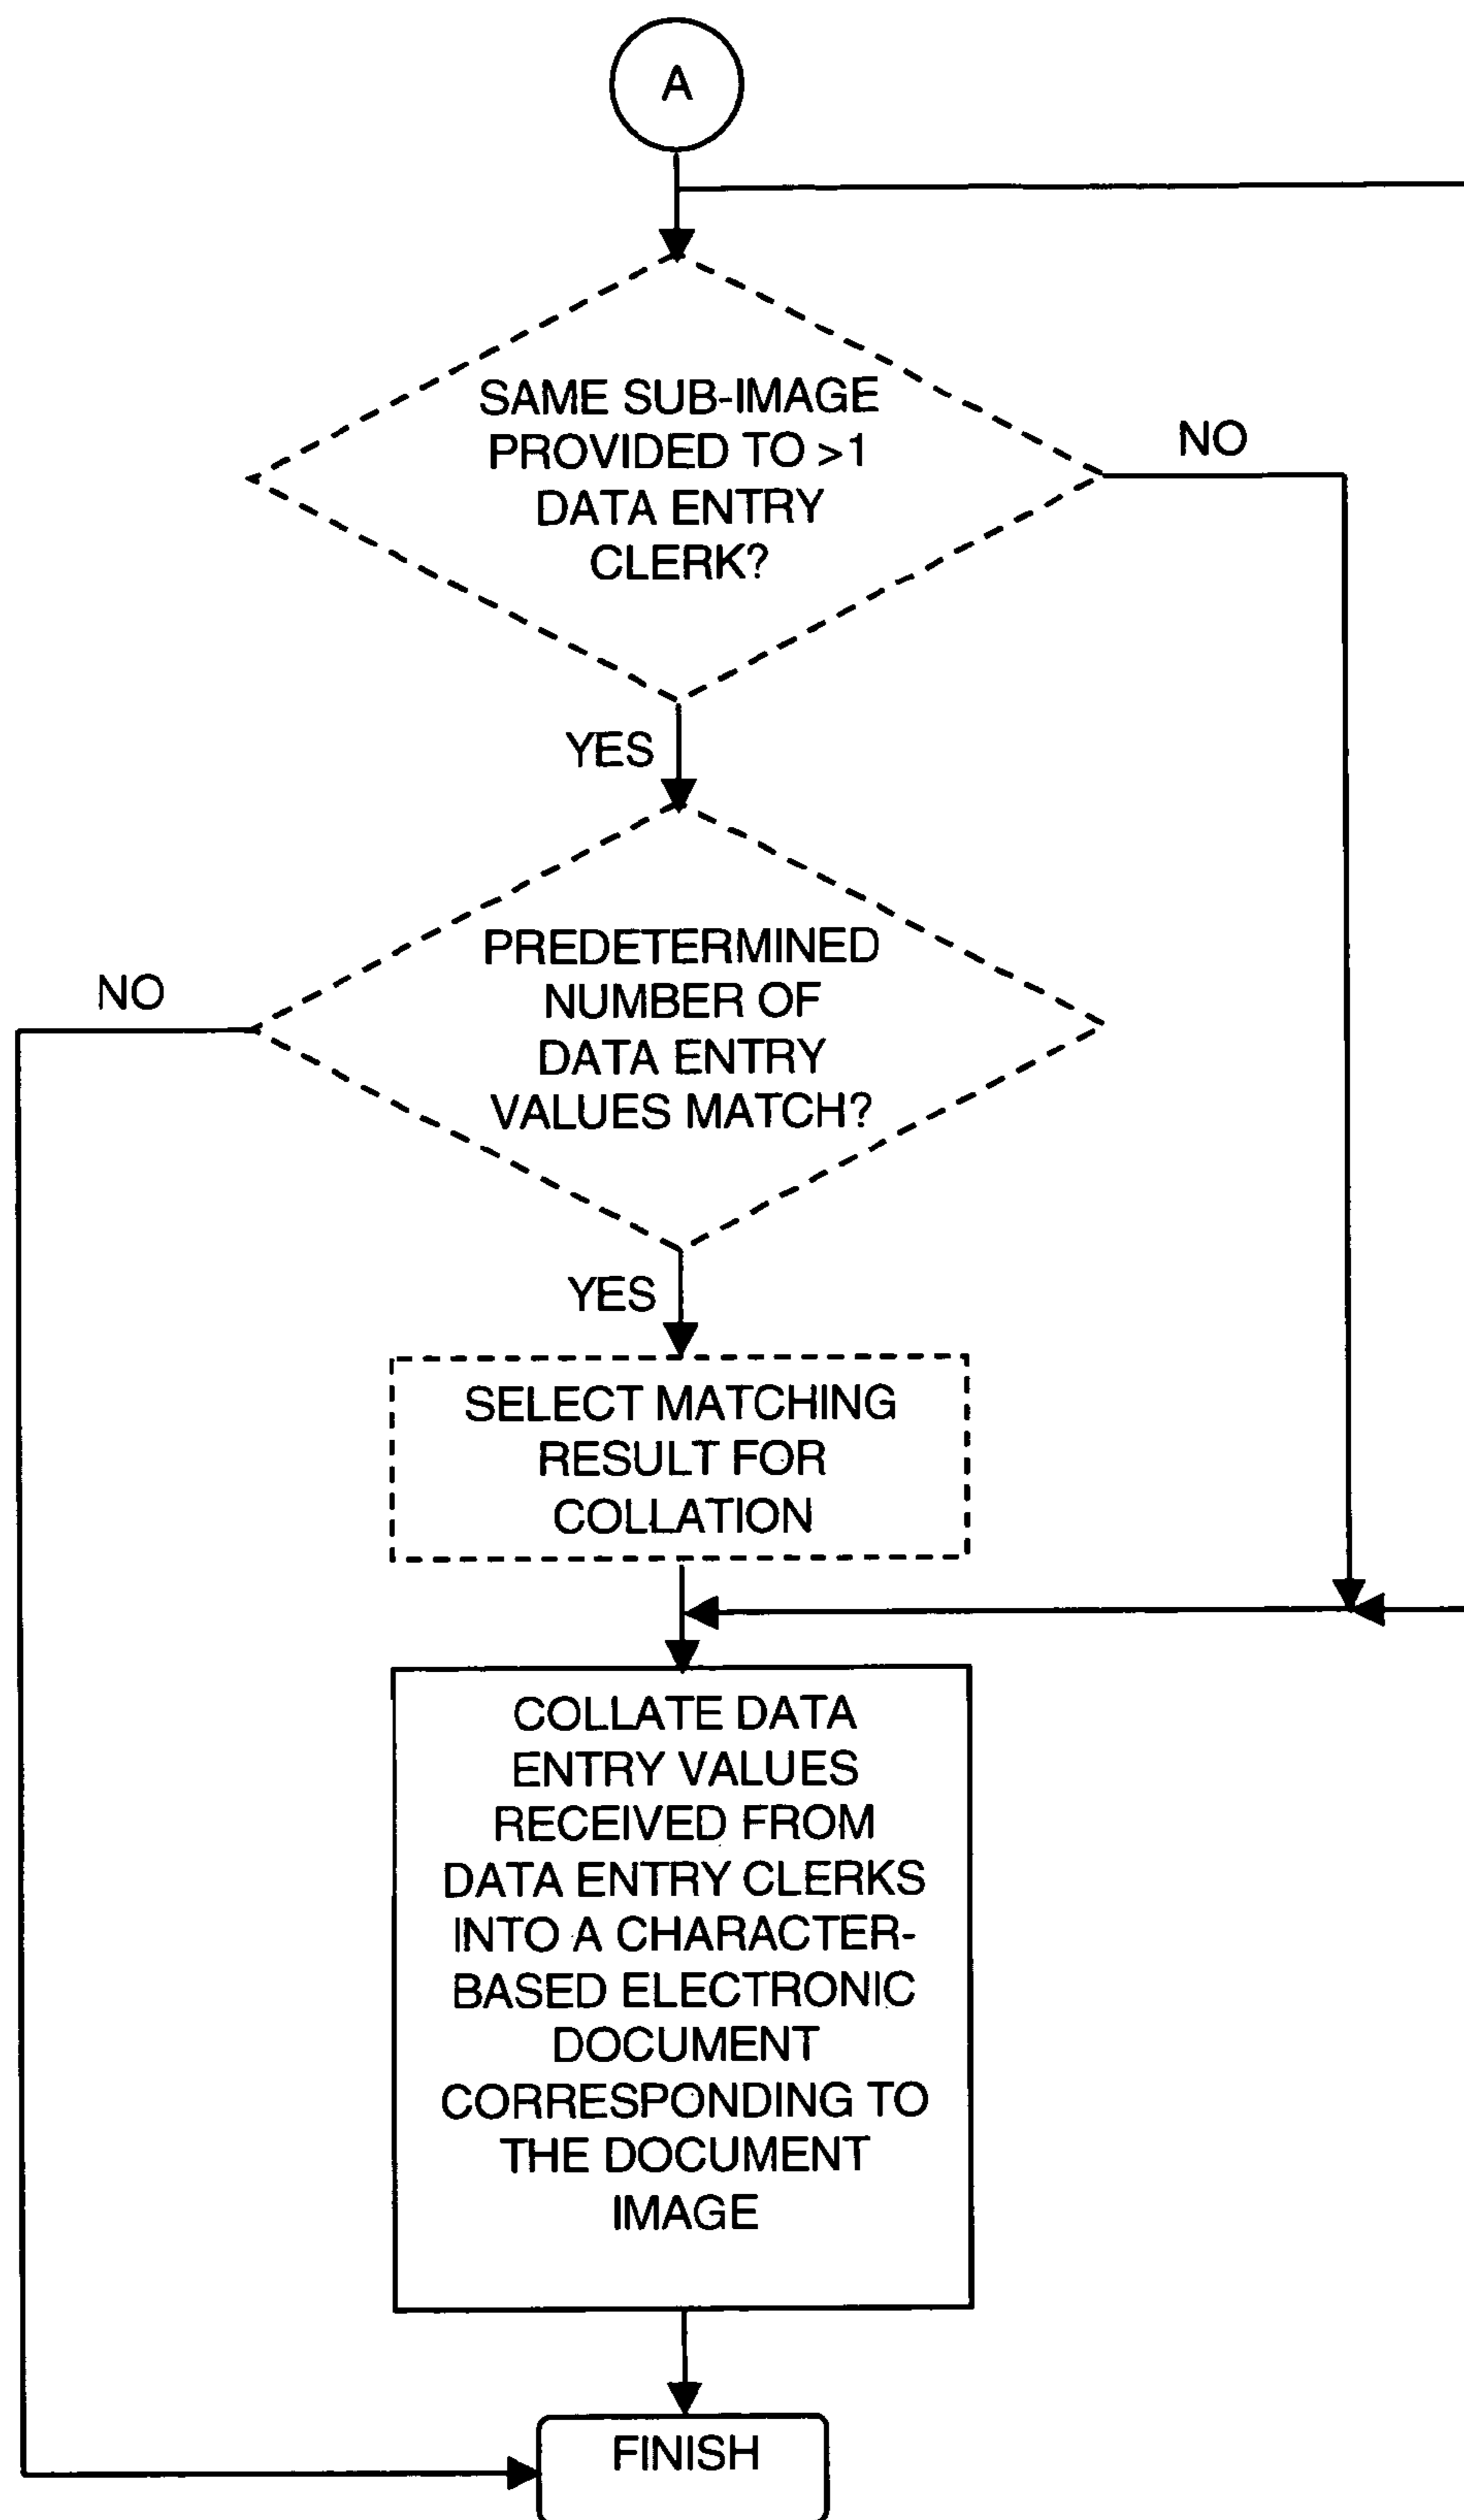 A
SAME SUB-IMAGE
PROVIDED TO >1
DATA ENTRY
CLERK?
NO
YES
PREDETERMINED
NUMBER OF
DATA ENTRY
VALUES MATCH?
NO
YES
SELECT MATCHING
RESULT FOR
COLLATION
COLLATE DATA
ENTRY VALUES
RECEIVED FROM
DATA ENTRY CLERKS
INTO A CHARACTER-
BASED ELECTRONIC
DOCUMENT
CORRESPONDING TO
THE DOCUMENT
IMAGE
FINISH